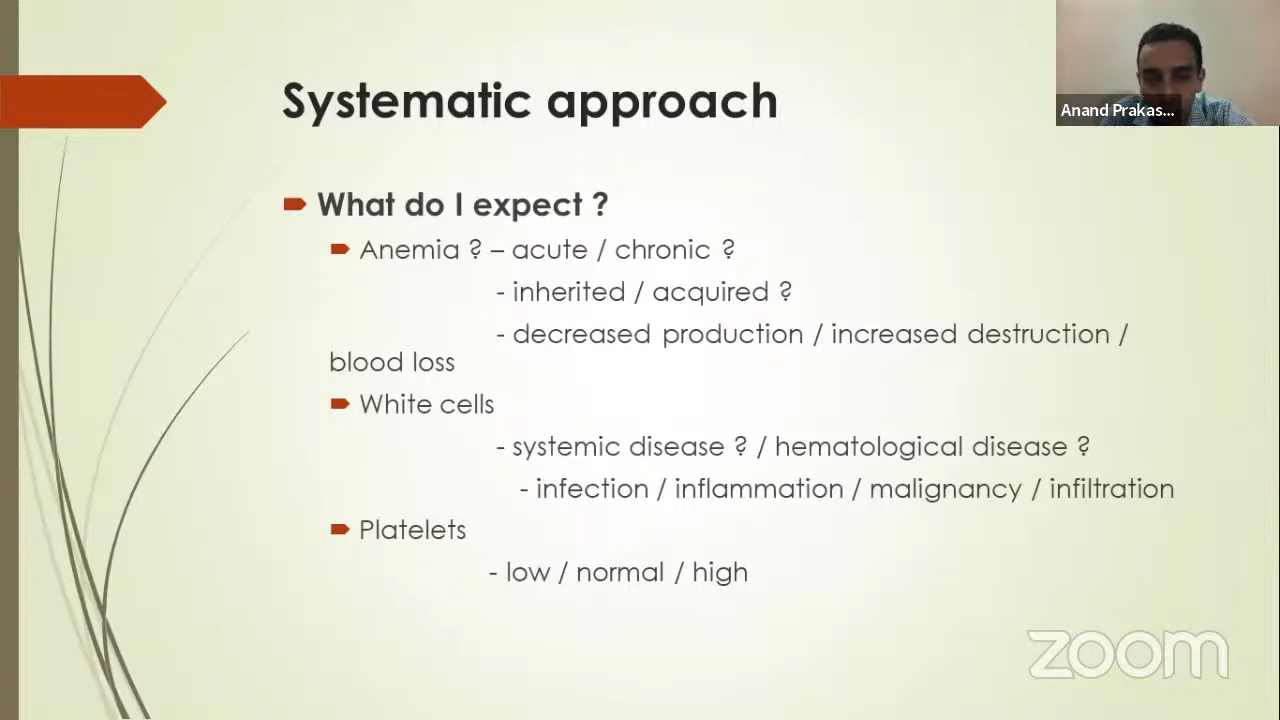 Systematic approach
Anand Prakas...
What do I expect ?
Anemia ? – acute / chronic ?
- inherited / acquired ?
- decreased production / increased destruction /
blood loss
White cells
- systemic disease ? / hematological disease ?
- infection / inflammation / malignancy / infiltration
Platelets
- low / normal / high
zoom